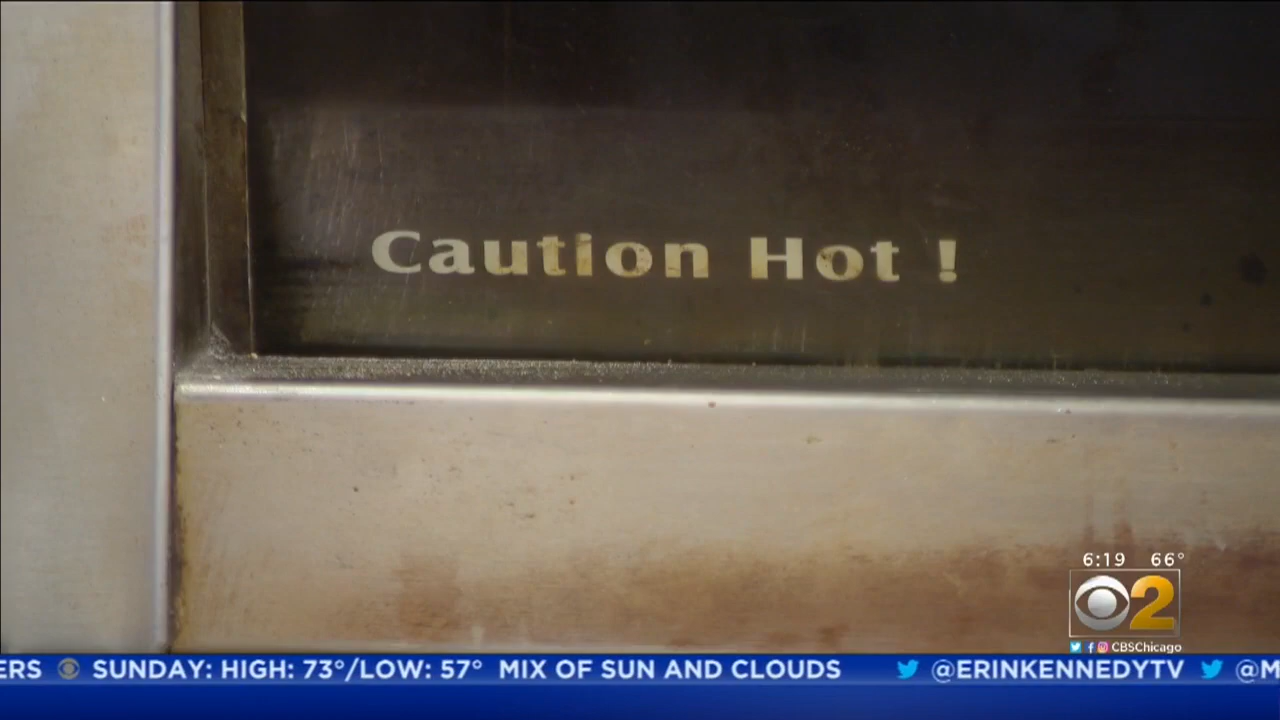 Caution Hot !
6:19 66°
2
CBSChicago
ERS SUNDAY: HIGH: 73°/LOW: 57° MIX OF SUN AND CLOUDS @ERINKENNEDYTV @M